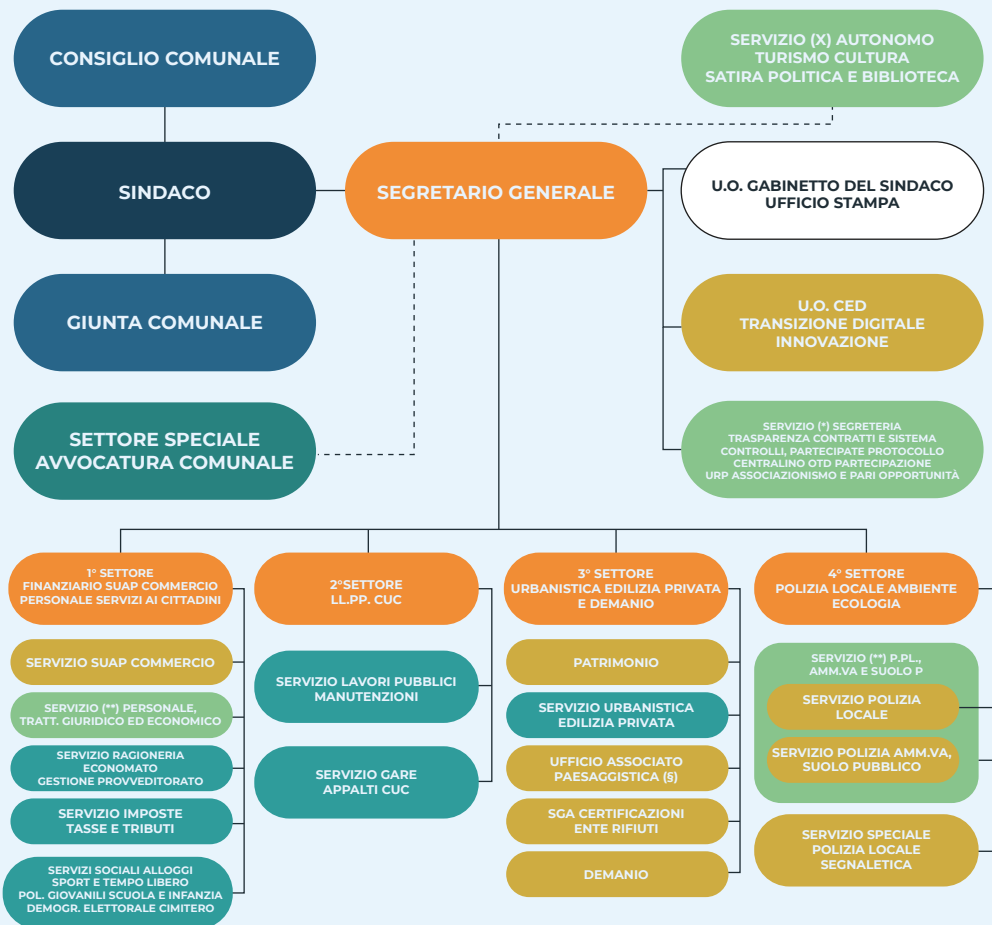 CONSIGLIO COMUNALE
SERVIZIO (X) AUTONOMO
TURISMO CULTURA
SATIRA POLITICA E BIBLIOTECA
SINDACO
SEGRETARIO GENERALE
U.O. GABINETTO DEL SINDACO
UFFICIO STAMPA
GIUNTA COMUNALE
U.O. CED
TRANSIZIONE DIGITALE
INNOVAZIONE
SETTORE SPECIALE
AVVOCATURA COMUNALE
SERVIZIO (*) SEGRETERIA
TRASPARENZA CONTRATTI E SISTEMA
CONTROLLI, PARTECIPATE PROTOCOLLO
CENTRALINO OTD PARTECIPAZIONE
URP ASSOCIAZIONISMO E PARI OPPORTUNITÀ
1° SETTORE
FINANZIARIO SUAP COMMERCIO
PERSONALE SERVIZI AI CITTADINI
SERVIZIO SUAP COMMERCIO
SERVIZIO (**) PERSONALE,
TRATT. GIURIDICO ED ECONOMICO
SERVIZIO RAGIONERIA
ECONOMATO
GESTIONE PROVVEDITORATO
SERVIZIO IMPOSTE
TASSE E TRIBUTI
SERVIZI SOCIALI ALLOGGI
SPORT E TEMPO LIBERO
POL. GIOVANILI SCUOLA E INFANZIA
DEMOGR. ELETTORALE CIMITERO
2°SETTORE
LL.PP. CUC
SERVIZIO LAVORI PUBBLICI
MANUTENZIONI
SERVIZIO GARE
APPALTI CUC
3° SETTORE
URBANISTICA EDILIZIA PRIVATA
E DEMANIO
PATRIMONIO
SERVIZIO URBANISTICA
EDILIZIA PRIVATA
UFFICIO ASSOCIATO
PAESAGGISTICA (§)
SGA CERTIFICAZIONI
ENTE RIFIUTI
DEMANIO
4° SETTORE
POLIZIA LOCALE AMBIENTE
ECOLOGIA
SERVIZIO (**) P.PL.,
AMM.VA E SUOLO P
SERVIZIO POLIZIA
LOCALE
SERVIZIO POLIZIA AMM.VA,
SUOLO PUBBLICO
SERVIZIO SPECIALE
POLIZIA LOCALE
SEGNALETICA